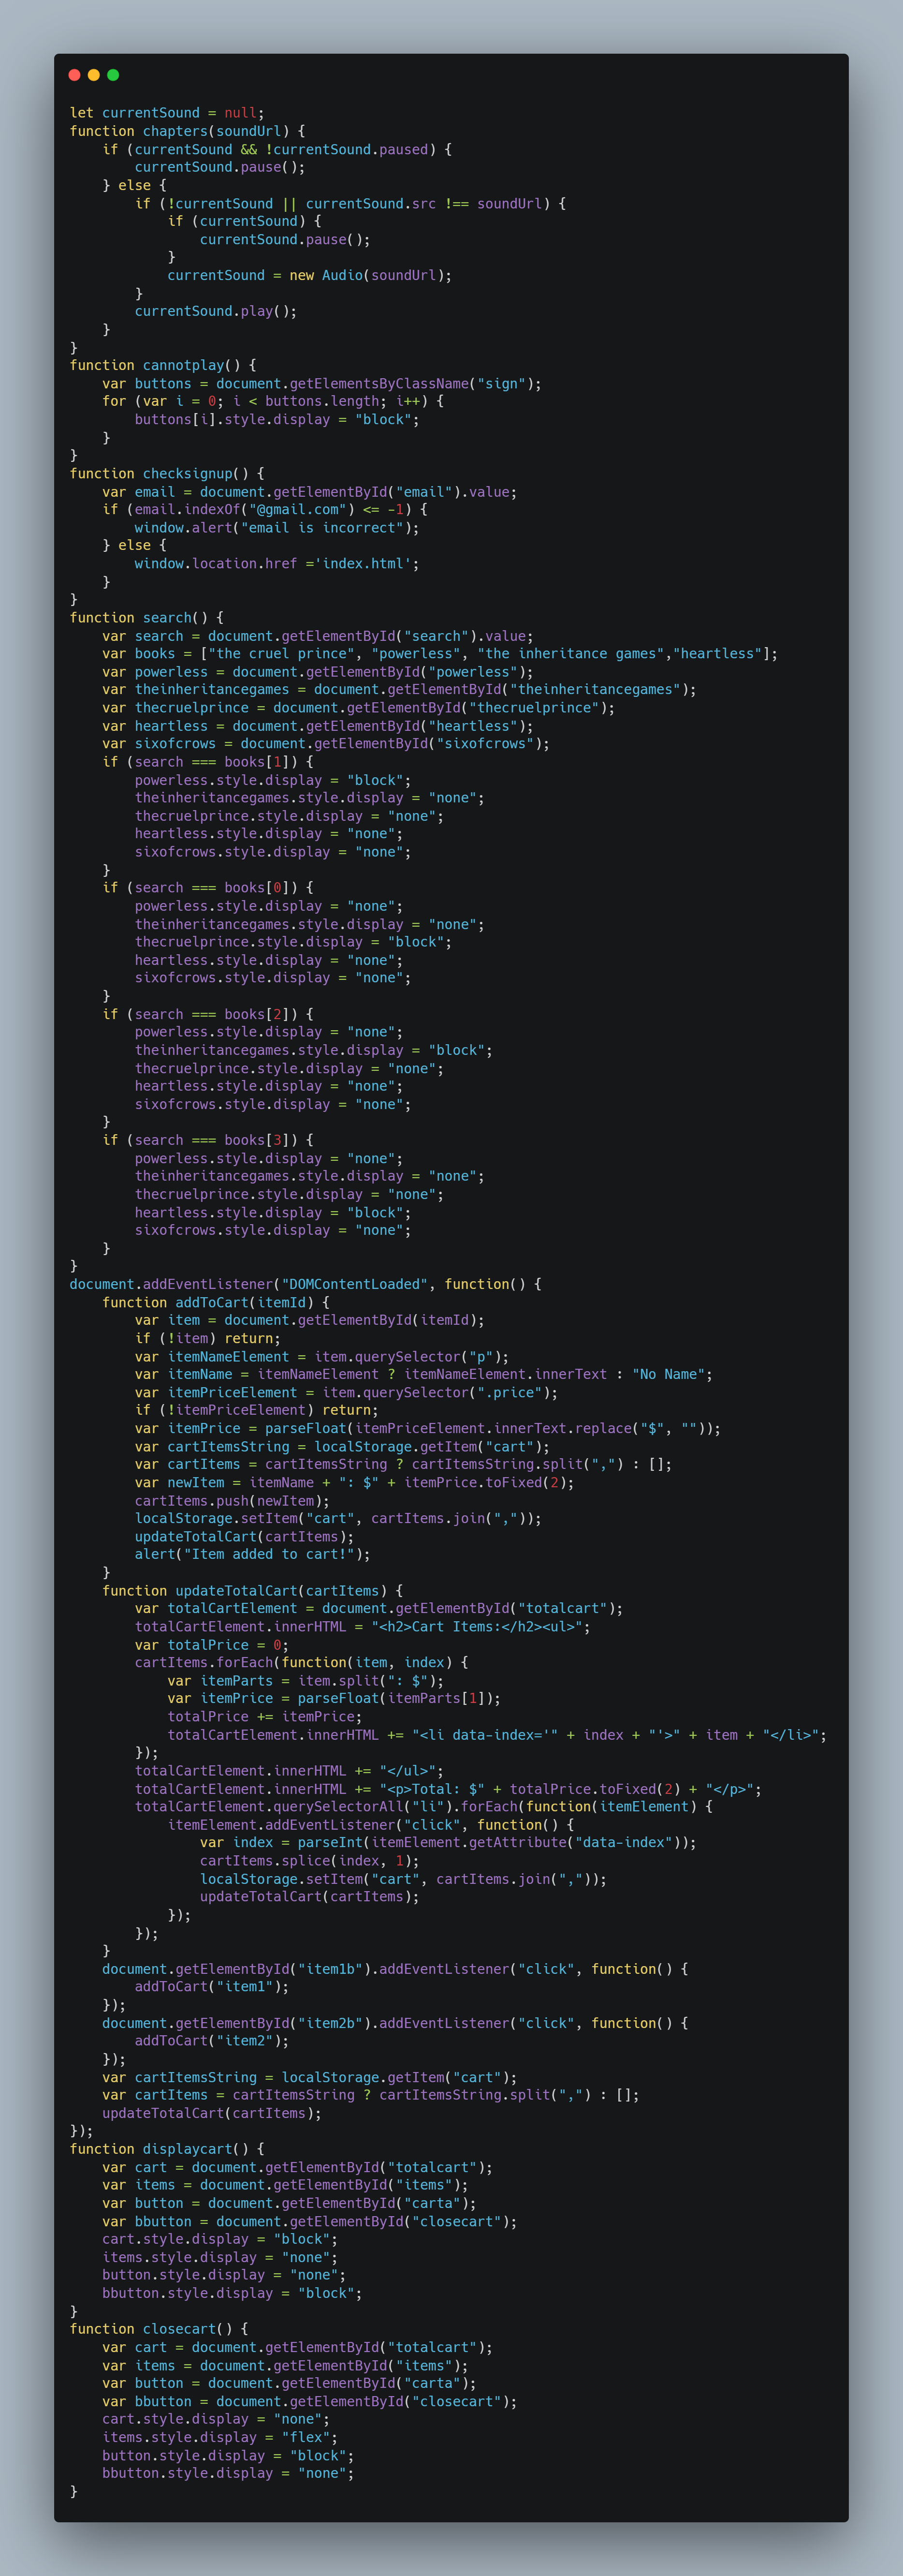 let currentSound = null;
function chapters(soundUrl) {
    if (currentSound && !currentSound.paused) {
        currentSound.pause();
    } else {
        if (!currentSound || currentSound.src !== soundUrl) {
            if (currentSound) {
                currentSound.pause();
            }
            currentSound = new Audio(soundUrl);
        }
        currentSound.play();
    }
}
function cannotplay() {
    var buttons = document.getElementsByClassName("sign");
    for (var i = 0; i < buttons.length; i++) {
        buttons[i].style.display = "block";
    }
}
function checksignup() {
    var email = document.getElementById("email").value;
    if (email.indexOf("@gmail.com") <= -1) {
        window.alert("email is incorrect");
    } else {
        window.location.href ='index.html';
    }
}
function search() {
    var search = document.getElementById("search").value;
    var books = ["the cruel prince", "powerless", "the inheritance games","heartless"];
    var powerless = document.getElementById("powerless");
    var theinheritancegames = document.getElementById("theinheritancegames");
    var thecruelprince = document.getElementById("thecruelprince");
    var heartless = document.getElementById("heartless");
    var sixofcrows = document.getElementById("sixofcrows");
    if (search === books[1]) {
        powerless.style.display = "block";
        theinheritancegames.style.display = "none";
        thecruelprince.style.display = "none";
        heartless.style.display = "none";
        sixofcrows.style.display = "none";
    }
    if (search === books[0]) {
        powerless.style.display = "none";
        theinheritancegames.style.display = "none";
        thecruelprince.style.display = "block";
        heartless.style.display = "none";
        sixofcrows.style.display = "none";
    }
    if (search === books[2]) {
        powerless.style.display = "none";
        theinheritancegames.style.display = "block";
        thecruelprince.style.display = "none";
        heartless.style.display = "none";
        sixofcrows.style.display = "none";
    }
    if (search === books[3]) {
        powerless.style.display = "none";
        theinheritancegames.style.display = "none";
        thecruelprince.style.display = "none";
        heartless.style.display = "block";
        sixofcrows.style.display = "none";
    }
}
document.addEventListener("DOMContentLoaded", function() {
    function addToCart(itemId) {
        var item = document.getElementById(itemId);
        if (!item) return;
        var itemNameElement = item.querySelector("p");
        var itemName = itemNameElement ? itemNameElement.innerText : "No Name";
        var itemPriceElement = item.querySelector(".price");
        if (!itemPriceElement) return;
        var itemPrice = parseFloat(itemPriceElement.innerText.replace("$", ""));
        var cartItemsString = localStorage.getItem("cart");
        var cartItems = cartItemsString ? cartItemsString.split(",") : [];
        var newItem = itemName + ": $" + itemPrice.toFixed(2);
        cartItems.push(newItem);
        localStorage.setItem("cart", cartItems.join(","));
        updateTotalCart(cartItems);
        alert("Item added to cart!");
    }
    function updateTotalCart(cartItems) {
        var totalCartElement = document.getElementById("totalcart");
        totalCartElement.innerHTML = "<h2>Cart Items:</h2><ul>";
        var totalPrice = 0;
        cartItems.forEach(function(item, index) {
            var itemParts = item.split(": $");
            var itemPrice = parseFloat(itemParts[1]);
            totalPrice += itemPrice;
            totalCartElement.innerHTML += "<li data-index='" + index + "'>" + item + "</li>";
        });
        totalCartElement.innerHTML += "</ul>";
        totalCartElement.innerHTML += "<p>Total: $" + totalPrice.toFixed(2) + "</p>";
        totalCartElement.querySelectorAll("li").forEach(function(itemElement) {
            itemElement.addEventListener("click", function() {
                var index = parseInt(itemElement.getAttribute("data-index"));
                cartItems.splice(index, 1);
                localStorage.setItem("cart", cartItems.join(","));
                updateTotalCart(cartItems);
            });
        });
    }
    document.getElementById("item1b").addEventListener("click", function() {
        addToCart("item1");
    });
    document.getElementById("item2b").addEventListener("click", function() {
        addToCart("item2");
    });
    var cartItemsString = localStorage.getItem("cart");
    var cartItems = cartItemsString ? cartItemsString.split(",") : [];
    updateTotalCart(cartItems);
});
function displaycart() {
    var cart = document.getElementById("totalcart");
    var items = document.getElementById("items");
    var button = document.getElementById("carta");
    var bbutton = document.getElementById("closecart");
    cart.style.display = "block";
    items.style.display = "none";
    button.style.display = "none";
    bbutton.style.display = "block";
}
function closecart() {
    var cart = document.getElementById("totalcart");
    var items = document.getElementById("items");
    var button = document.getElementById("carta");
    var bbutton = document.getElementById("closecart");
    cart.style.display = "none";
    items.style.display = "flex";
    button.style.display = "block";
    bbutton.style.display = "none";
}